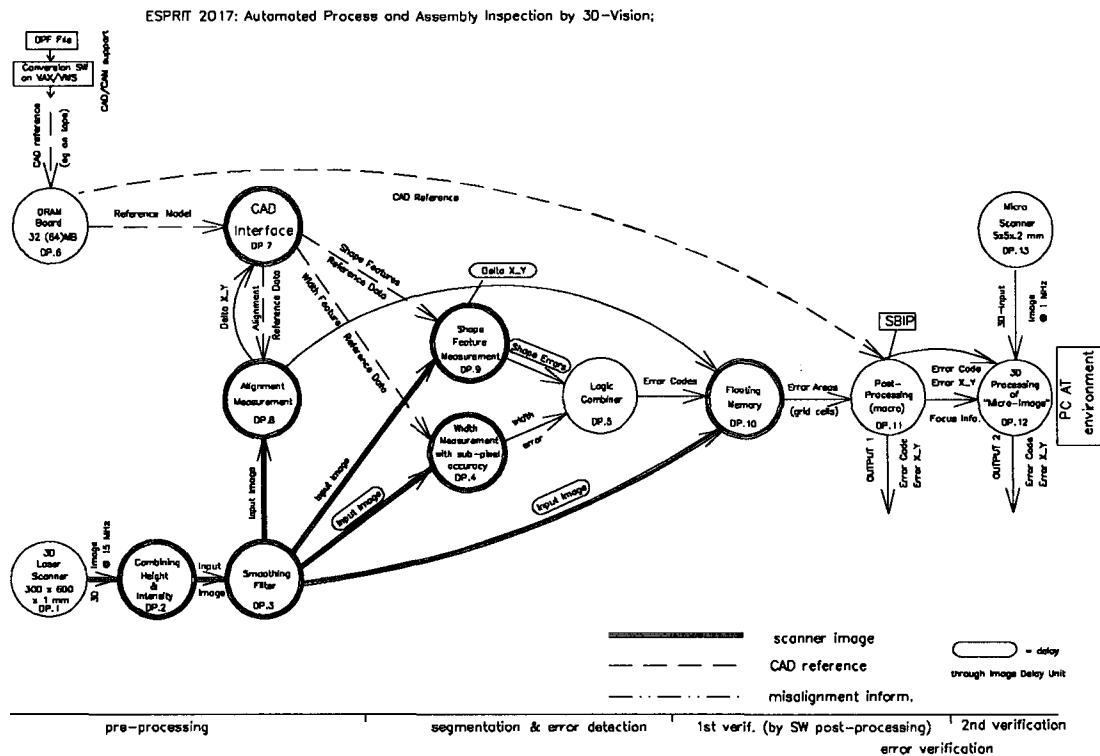 ESPRIT 2017: Automated Process and Assembly Inspection by 3D-Vision;
DPF File
Conversion SW
on VAX/VMS
CAD/CAM support
CAD reference
(eg on tape)
DRAM
Board
32 (64)MB
DP.6
Reference Model
CAD
Interface
DP.7
CAD Reference
Shape Features
Reference Data
Width Feature
Reference Data
Delta X_Y
Alignment
Reference Data
Alignment
Measurement
DP.8
Delta X_Y
Shape
Feature
Measurement
DP.9
Shape Errors
Logic
Combiner
DP.5
Error Codes
Width
Measurement
with sub-pixel
accuracy
DP.4
Width
error
Floating
Memory
DP.10
Error Areas
(grid cells)
SBIP
Post-
Processing
(macro)
DP.11
Error Code
Error X_Y
Focus Info.
Micro
Scanner
5x5x.2 mm
DP.13
3D-input
Image
@ 1 MHz
3D
Processing
of
"Micro-Image"
DP.12
PC AT
environment
OUTPUT 1
Error Code
Error X_Y
OUTPUT 2
Error Code
Error X_Y
Input Image
Input Image
Input Image
Input Image
3D
Laser
Scanner
300 x 600
x 1 mm
DP.1
3D
Image
@ 15 MHz
Combining
Height
&
Intensity
DP.2
Input
Image
Smoothing
Filter
DP.3
scanner image
CAD reference
misalignment inform.
= delay
through Image Delay Unit
pre-processing
segmentation & error detection
1st verif. (by SW post-processing)
2nd verification
error verification